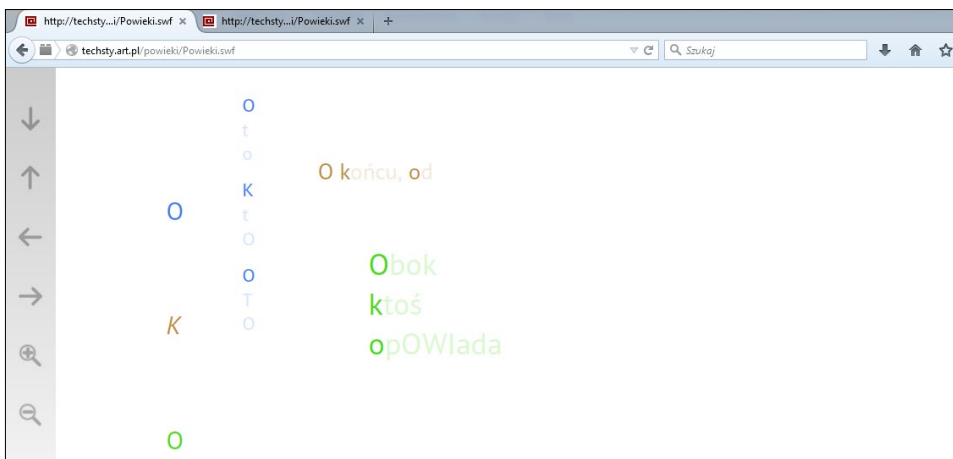 http://techsty...i/Powieki.swf × http://techsty...i/Powieki.swf × +
techsty.art.pl/powieki/Powieki.swf Szukaj
O
t
o
K
t
O
O
T
O
O końcu, od
O
K
O
Obok
ktoś
opOWIada